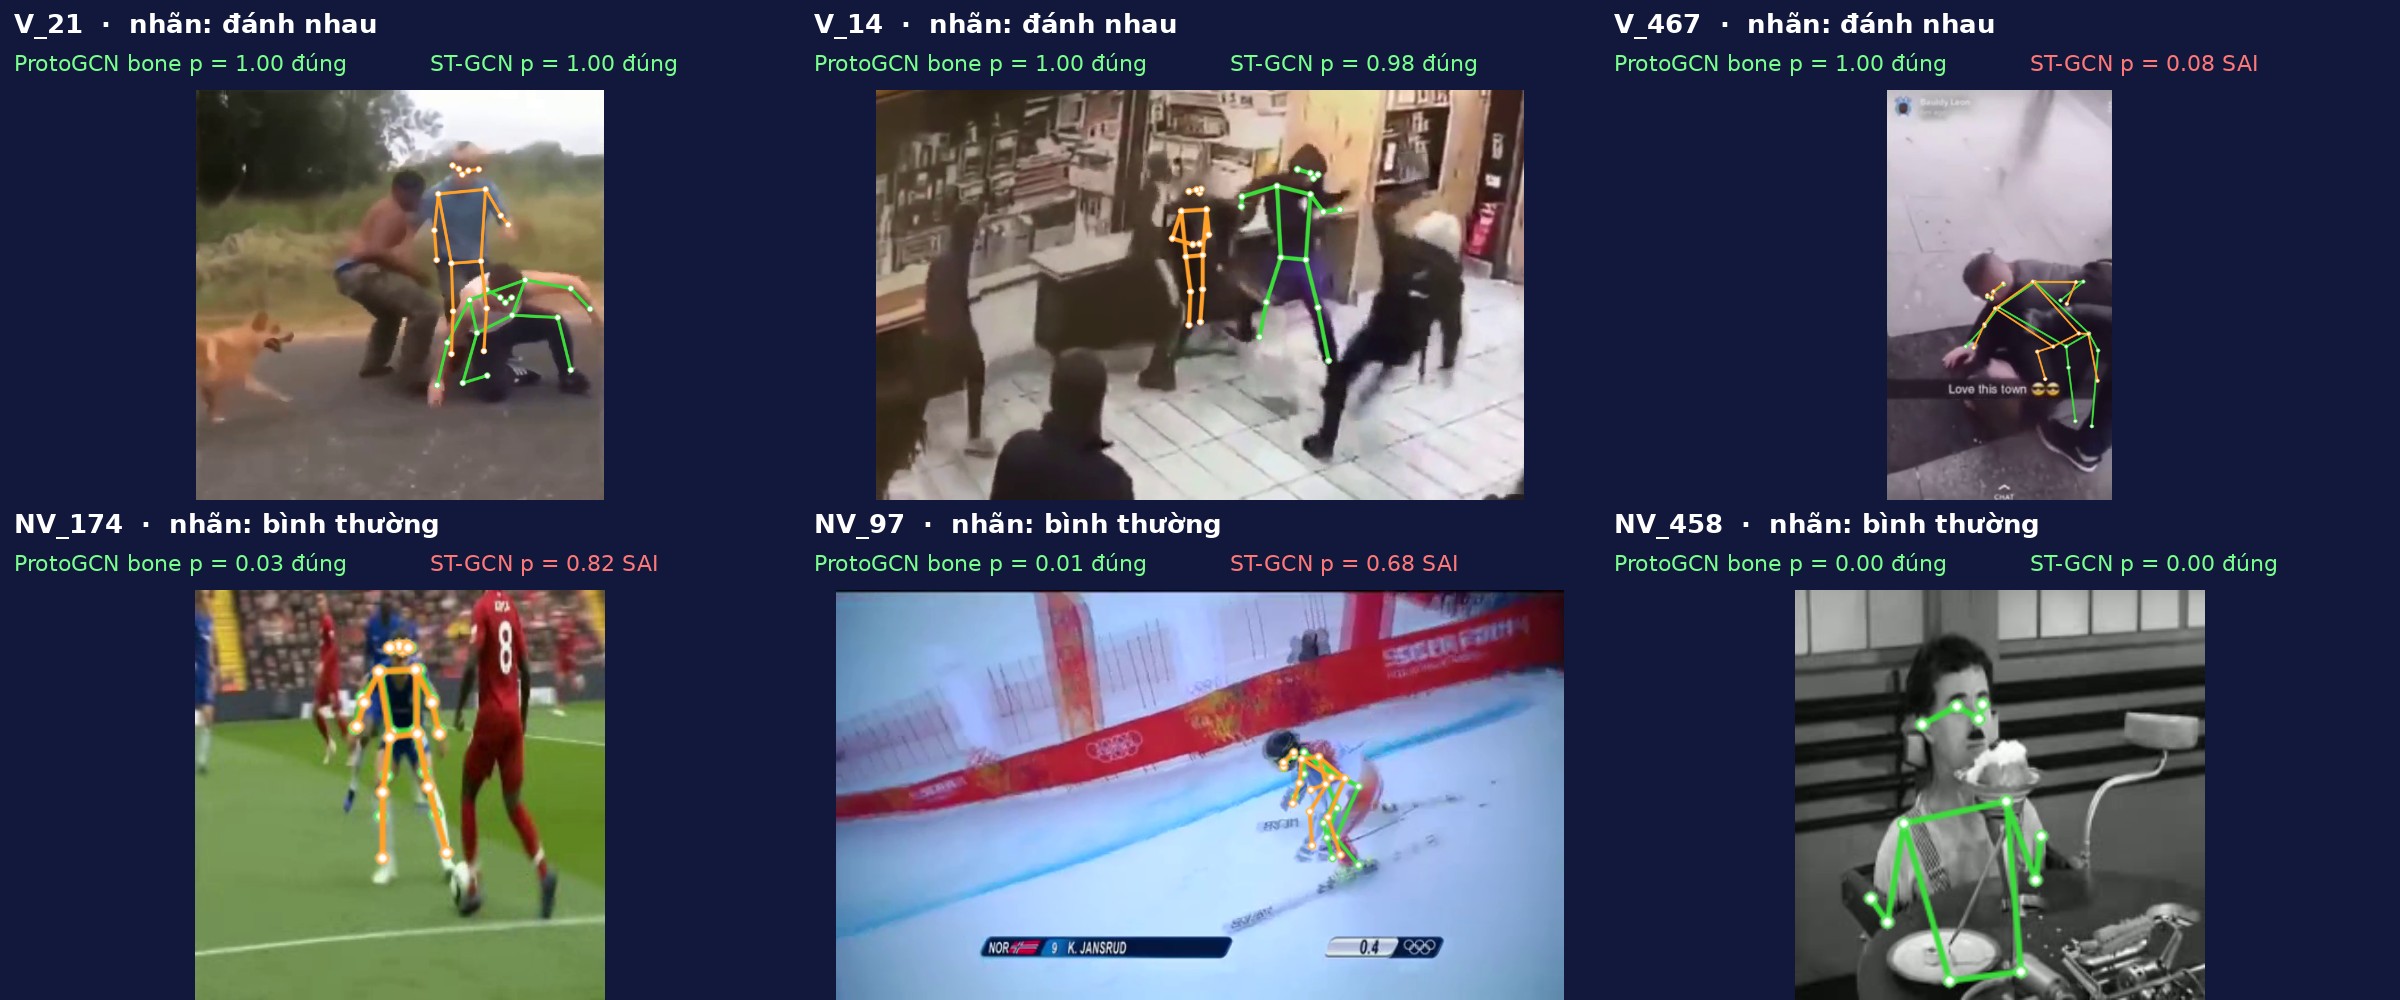 V_21 · nhãn: đánh nhau
ProtoGCN bone p = 1.00 đúng ST-GCN p = 1.00 đúng
V_14 · nhãn: đánh nhau
ProtoGCN bone p = 1.00 đúng ST-GCN p = 0.98 đúng
V_467 · nhãn: đánh nhau
ProtoGCN bone p = 1.00 đúng ST-GCN p = 0.08 SAI
Love this town 😎😎
CHAT
NV_174 · nhãn: bình thường
ProtoGCN bone p = 0.03 đúng ST-GCN p = 0.82 SAI
8
NV_97 · nhãn: bình thường
ProtoGCN bone p = 0.01 đúng ST-GCN p = 0.68 SAI
NOR 9 K. JANSRUD
0.4
NV_458 · nhãn: bình thường
ProtoGCN bone p = 0.00 đúng ST-GCN p = 0.00 đúng